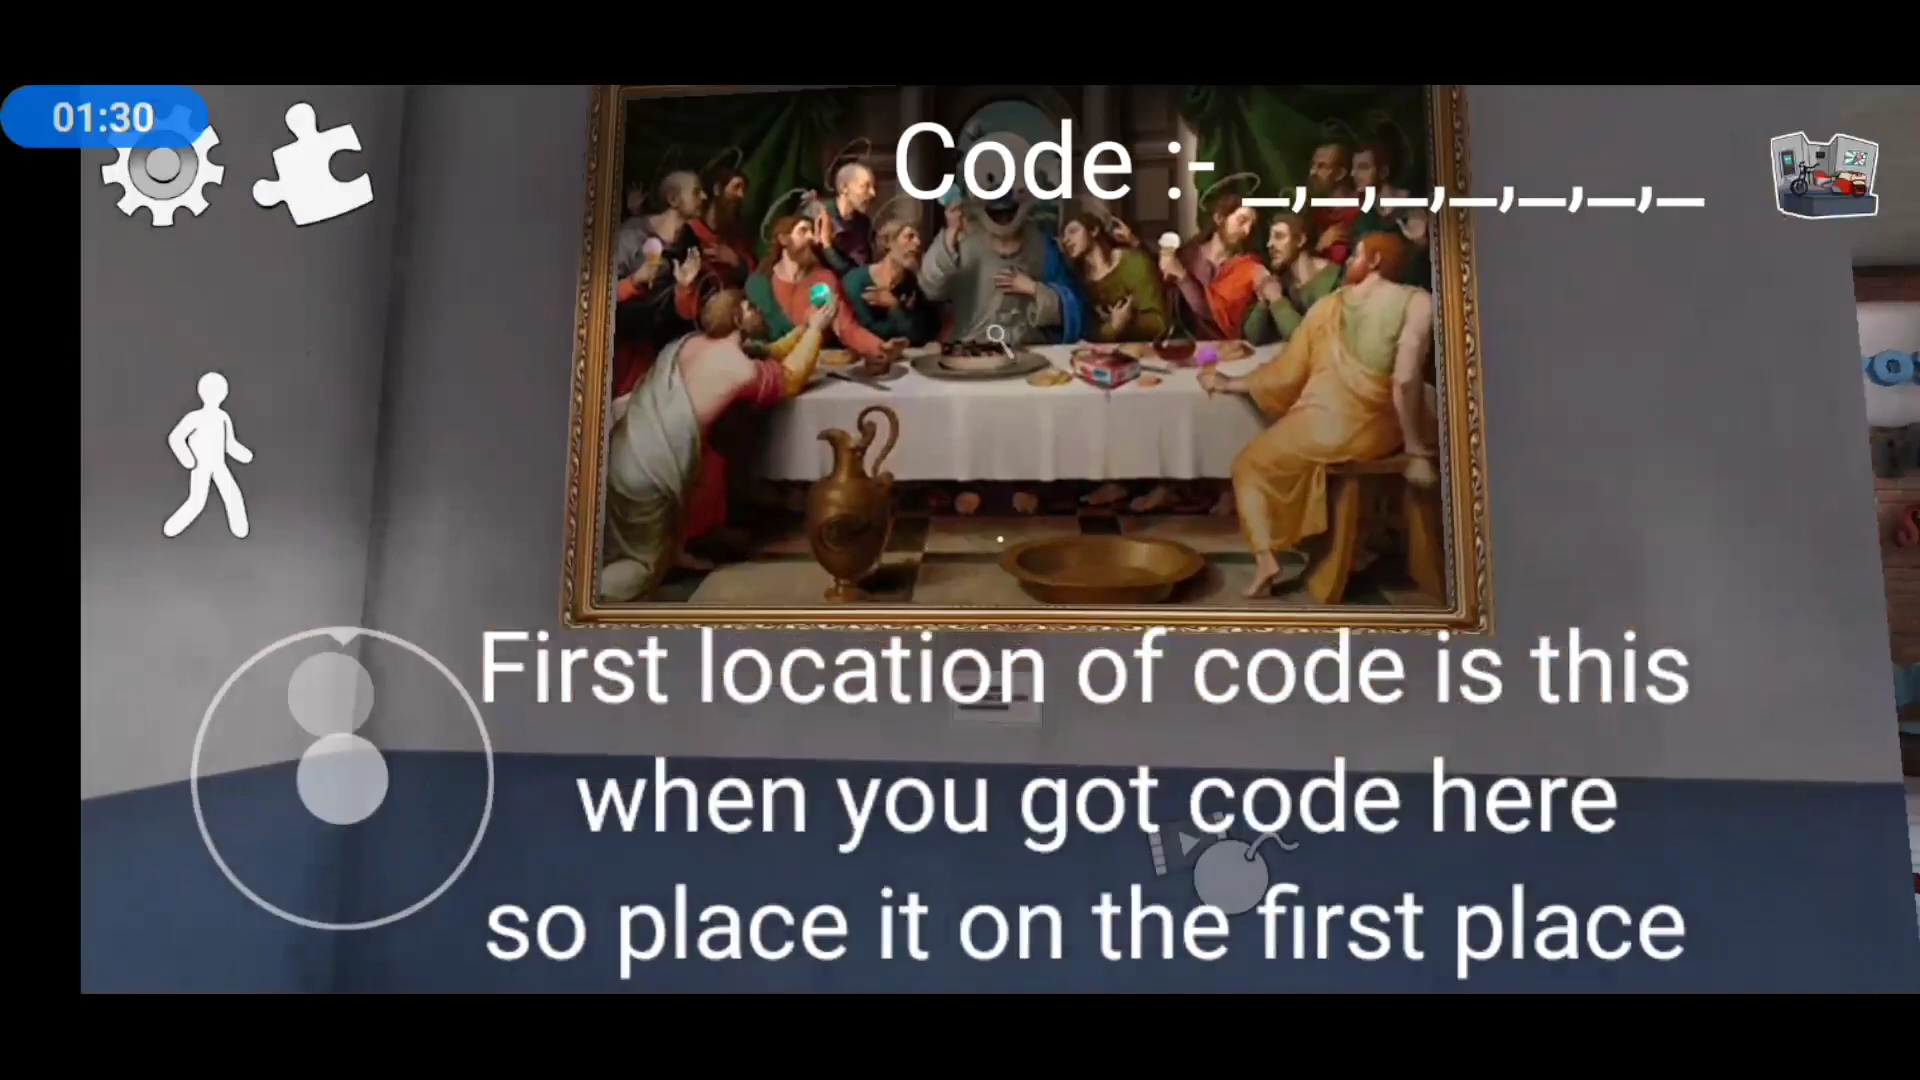 01:30
Code :- _,_,_,_,_,_,_
First location of code is this
when you got code here
so place it on the first place